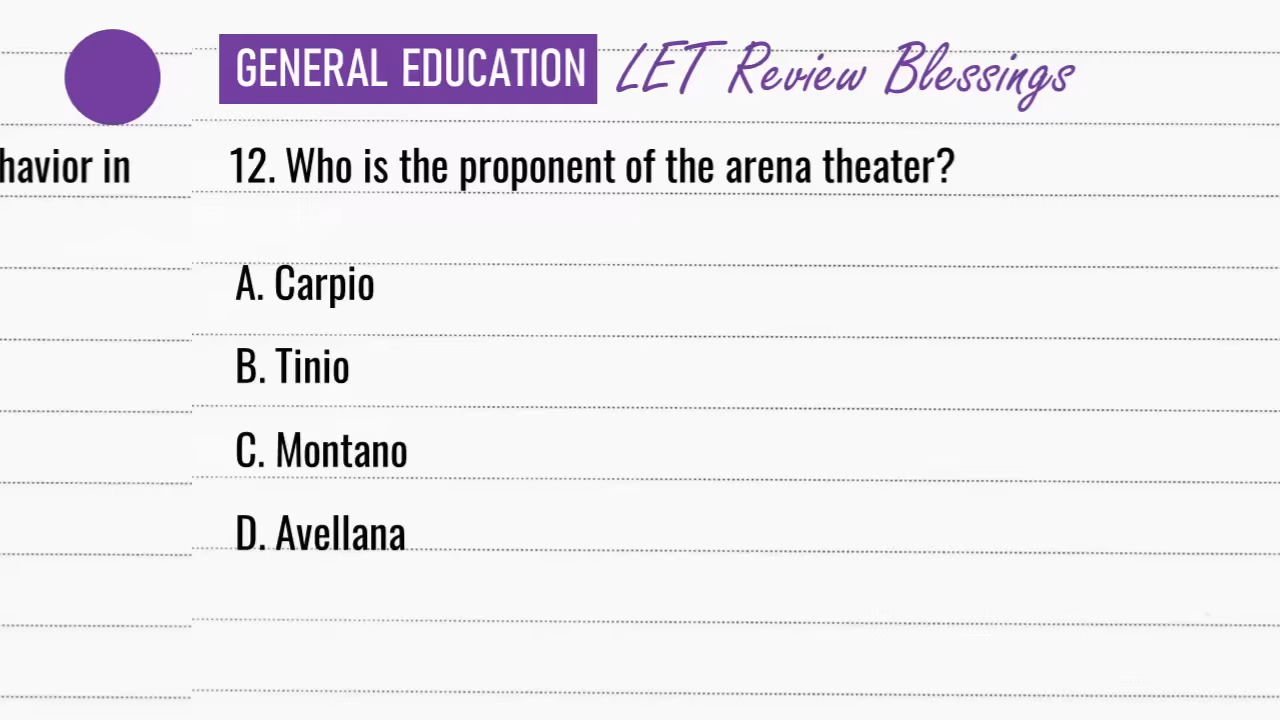 GENERAL EDUCATION LET Review Blessings
havior in
12. Who is the proponent of the arena theater?
A. Carpio
B. Tinio
C. Montano
D. Avellana